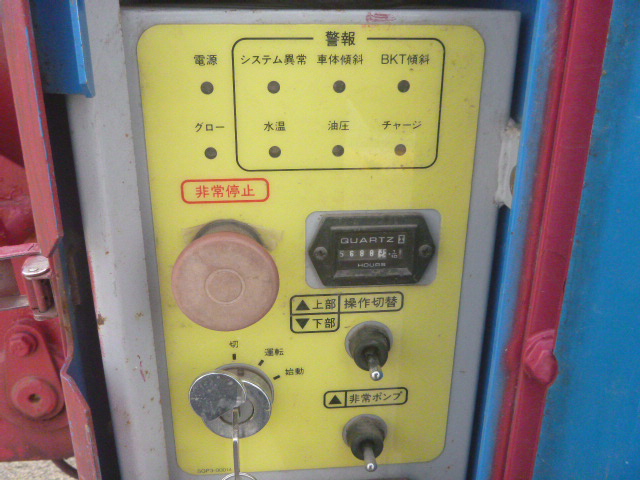 警報
電源 システム異常 車体傾斜 BKT傾斜
グロー 水温 油圧 チャージ
非常停止
QUARTZ
HOURS
▲上部 操作切替
▼下部
切
運転
始動
▲ 非常ポンプ